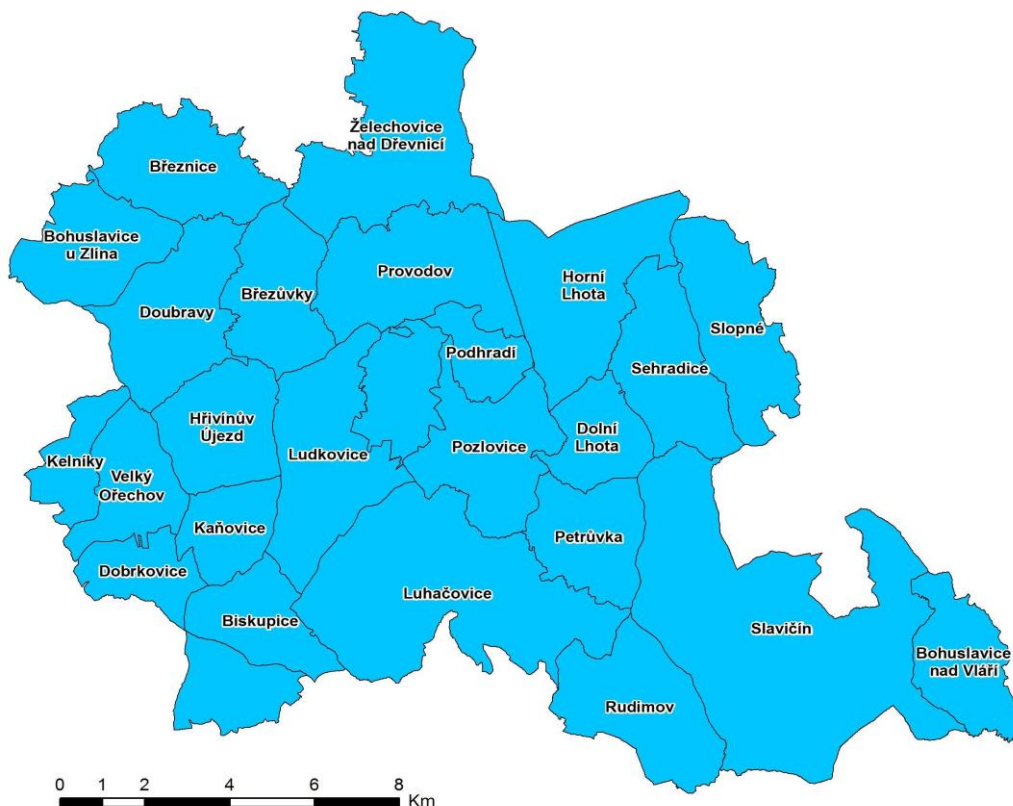 Želechovice
nad Dřevnicí
Březnice
Bohuslavice
u Zlína
Provodov
Horní
Lhota
Březůvky
Doubravy
Slopné
Podhradí
Sehradice
Hřivínův
Újezd
Dolní
Lhota
Ludkovice
Pozlovice
Kelníky
Velký
Ořechov
Kaňovice
Petrůvka
Dobrkovice
Luhačovice
Biskupice
Slavičín
Bohuslavice
nad Vláří
Rudimov
0 1 2 4 6 8
Km